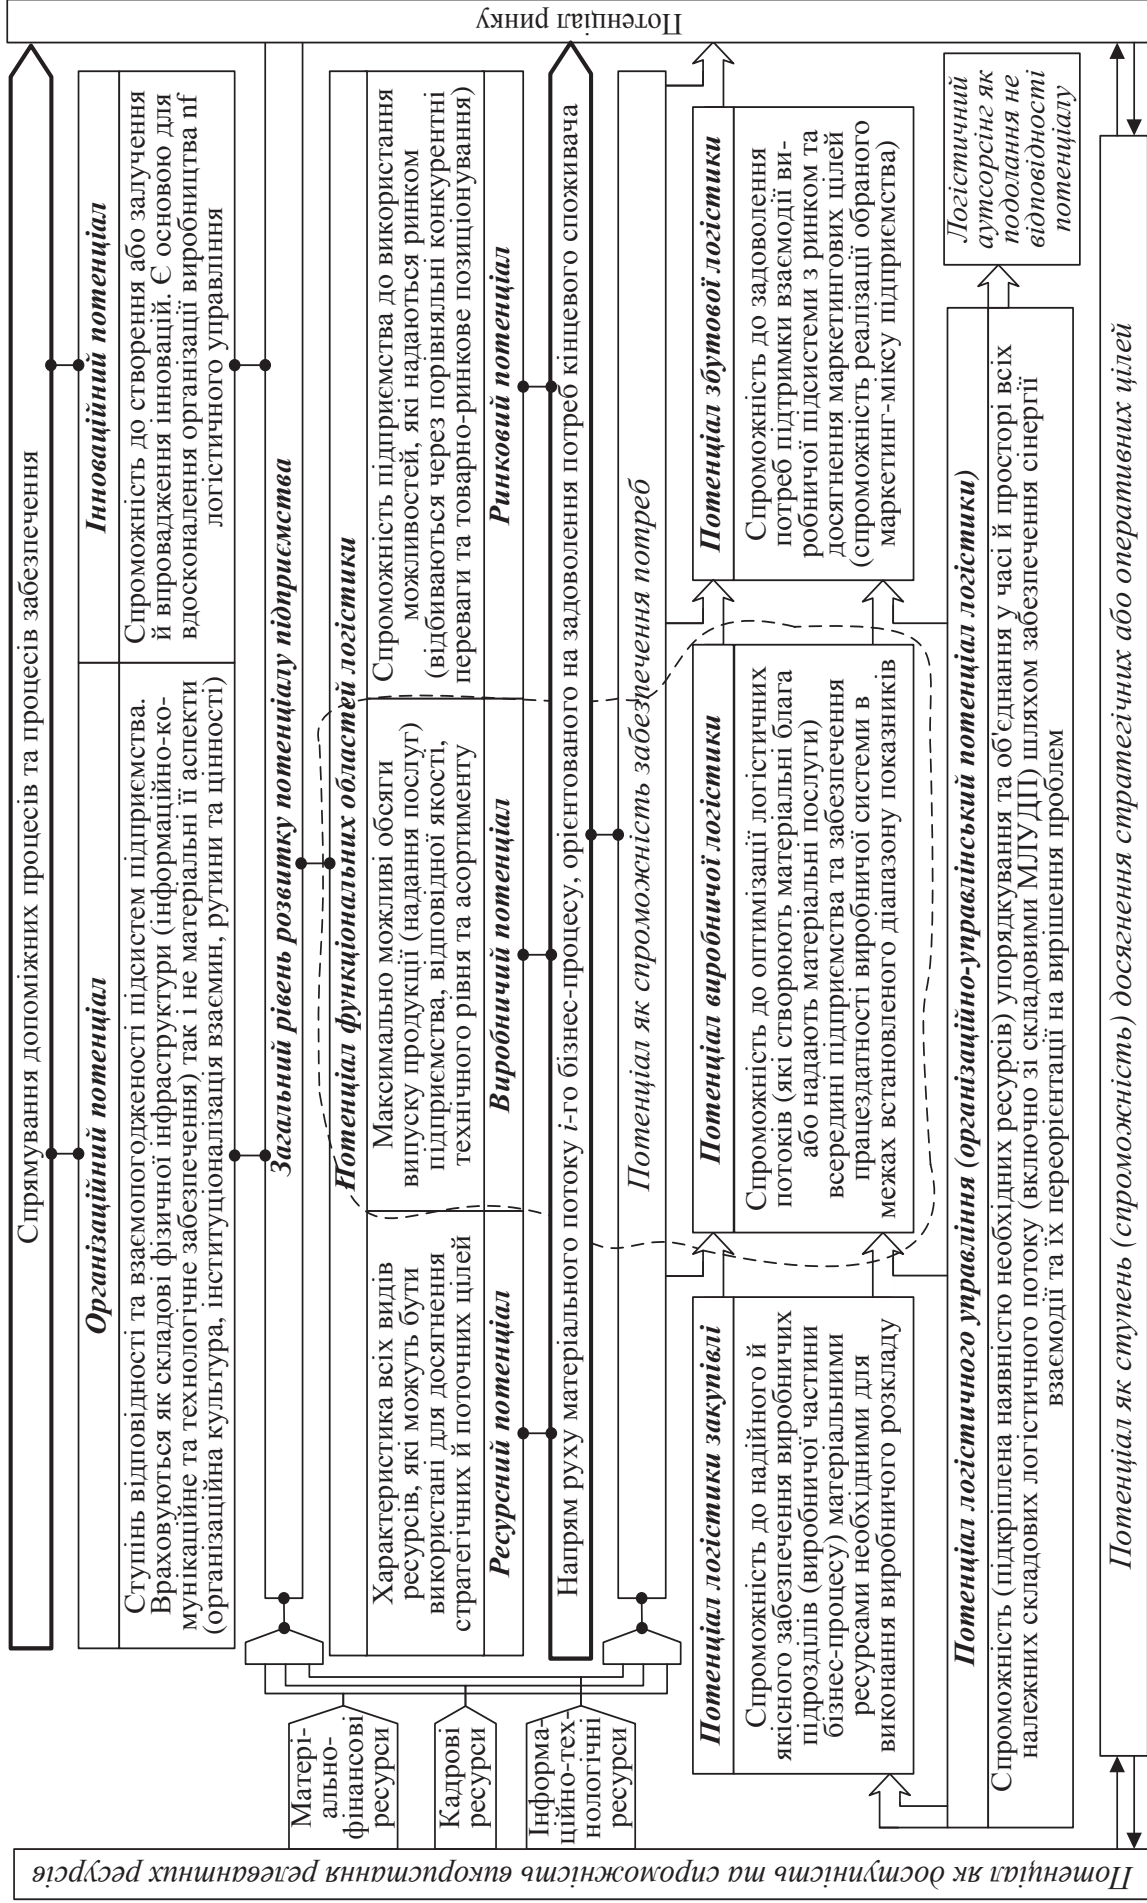 Спрямування допоміжних процесів та процесів забезпечення
Організаційний потенціал
Ступінь відповідності та взаємопогодженості підсистем підприємства.
Враховуються як складові фізичної інфраструктури (інформаційно-ко-
мунікаційне та технологічне забезпечення) так і не матеріальні її аспекти
(організаційна культура, інституціоналізація взаємин, рутини та цінності)
Інноваційний потенціал
Спроможність до створення або залучення
й впровадження інновацій. Є основою для
вдосконалення організації виробництва nf
логістичного управління
Загальний рівень розвитку потенціалу підприємства
Потенціал функціональних областей логістики
Характеристика всіх видів
ресурсів, які можуть бути
використані для досягнення
стратегічних й поточних цілей
Ресурсний потенціал
Максимально можливі обсяги
випуску продукції (надання послуг)
підприємства, відповідної якості,
технічного рівня та асортименту
Виробничий потенціал
Спроможність підприємства до використання
можливостей, які надаються ринком
(відбиваються через порівняльні конкурентні
переваги та товарно-ринкове позиціонування)
Ринковий потенціал
Напрям руху матеріального потоку i-го бізнес-процесу, орієнтованого на задоволення потреб кінцевого споживача
Потенціал як спроможність забезпечення потреб
Матері-
ально-
фінансові
ресурси
Кадрові
ресурси
Інформа-
ційно-тех-
нологічні
ресурси
Потенціал логістики закупівлі
Спроможність до надійного й
якісного забезпечення виробничих
підрозділів (виробничої частини
бізнес-процесу) матеріальними
ресурсами необхідними для
виконання виробничого розкладу
Потенціал виробничої логістики
Спроможність до оптимізації логістичних
потоків (які створюють матеріальні блага
або надають матеріальні послуги)
всередині підприємства та забезпечення
працездатності виробничої системи в
межах встановленого діапазону показників
Потенціал збутової логістики
Спроможність до задоволення
потреб підтримки взаємодії ви-
робничої підсистеми з ринком та
досягнення маркетингових цілей
(спроможність реалізації обраного
маркетинг-міксу підприємства)
Потенціал логістичного управління (організаційно-управлінський потенціал логістики)
Спроможність (підкріплена наявністю необхідних ресурсів) упорядкування та об'єднання у часі й просторі всіх
належних складових логістичного потоку (включно зі складовими МЛУДП) шляхом забезпечення сінергії
взаємодії та їх переорієнтації на вирішення проблем
Логістичний
аутсорсінг як
подолання не
відповідності
потенціалу
Потенціал як ступень (спроможність) досягнення стратегічних або оперативних цілей
Потенціал як доступність та спроможність використання релевантних ресурсів
Потенціал ринку